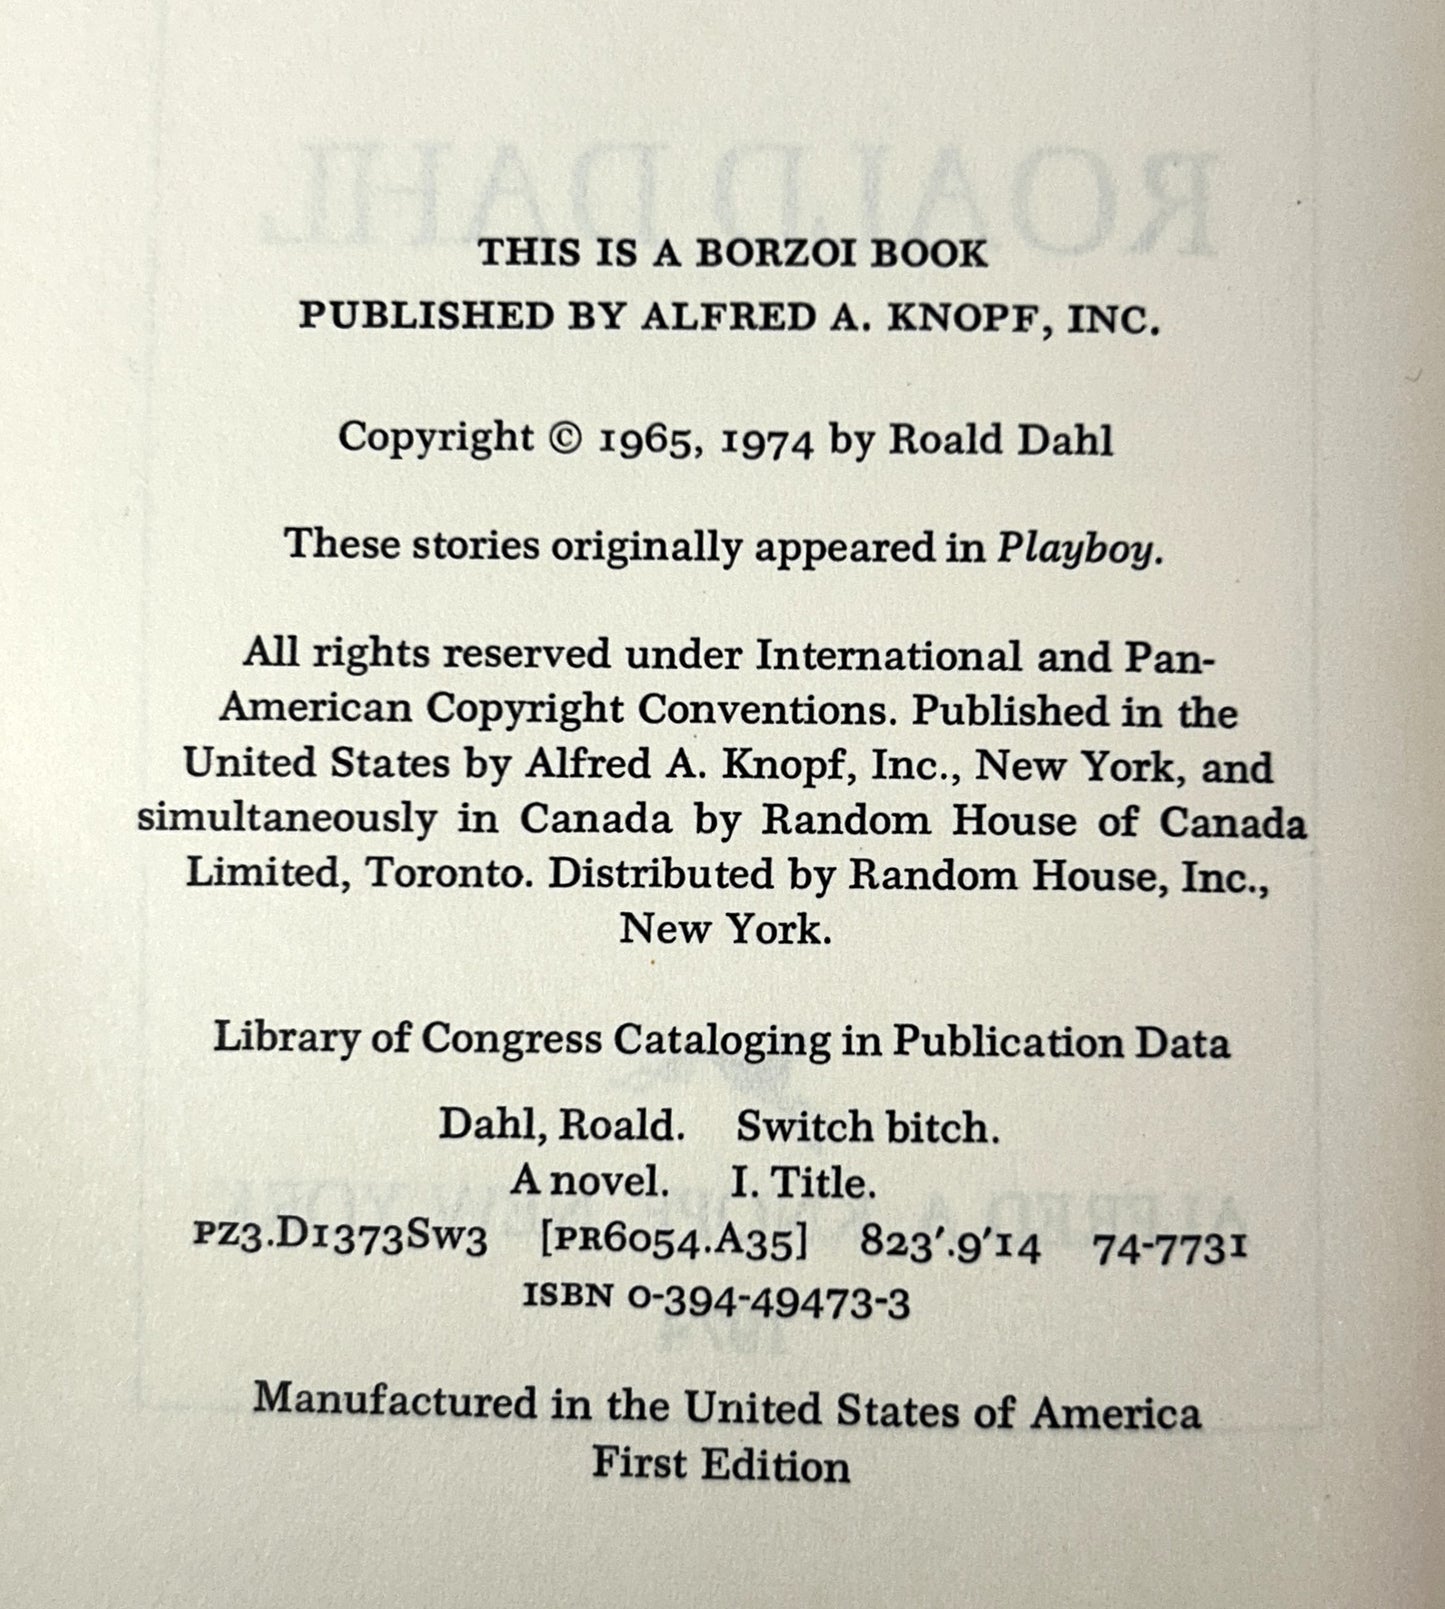 ROALD DAHL
THIS IS A BORZOI BOOK
PUBLISHED BY ALFRED A. KNOPF, INC.
Copyright © 1965, 1974 by Roald Dahl
These stories originally appeared in Playboy.
All rights reserved under International and Pan-
American Copyright Conventions. Published in the
United States by Alfred A. Knopf, Inc., New York, and
simultaneously in Canada by Random House of Canada
Limited, Toronto. Distributed by Random House, Inc.,
New York.
Library of Congress Cataloging in Publication Data
Dahl, Roald. Switch bitch.
A novel. I. Title.
PZ3.D1373Sw3 [PR6054.A35] 823'.9'14 74-7731
ISBN 0-394-49473-3
Manufactured in the United States of America
First Edition